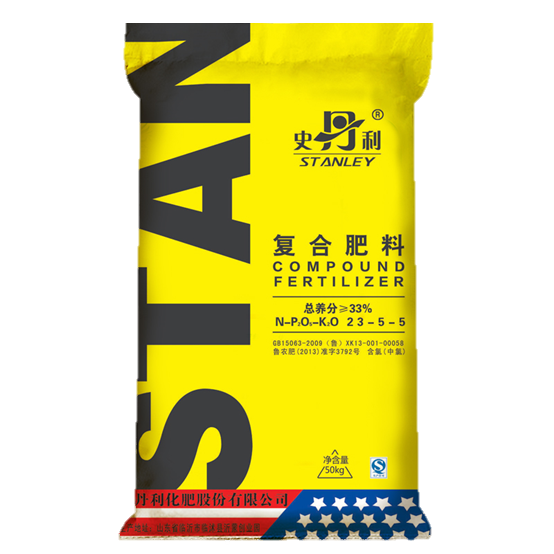 STAN
史丹利®
STANLEY
复合肥料
COMPOUND
FERTILIZER
总养分≥33%
N-P₂O₅-K₂O 23-5-5
GB15063-2009 (鲁) XK13-001-00058
鲁农肥(2013)准字3792号 含氯(中氯)
净含量
50kg
丹利化肥股份有限公司